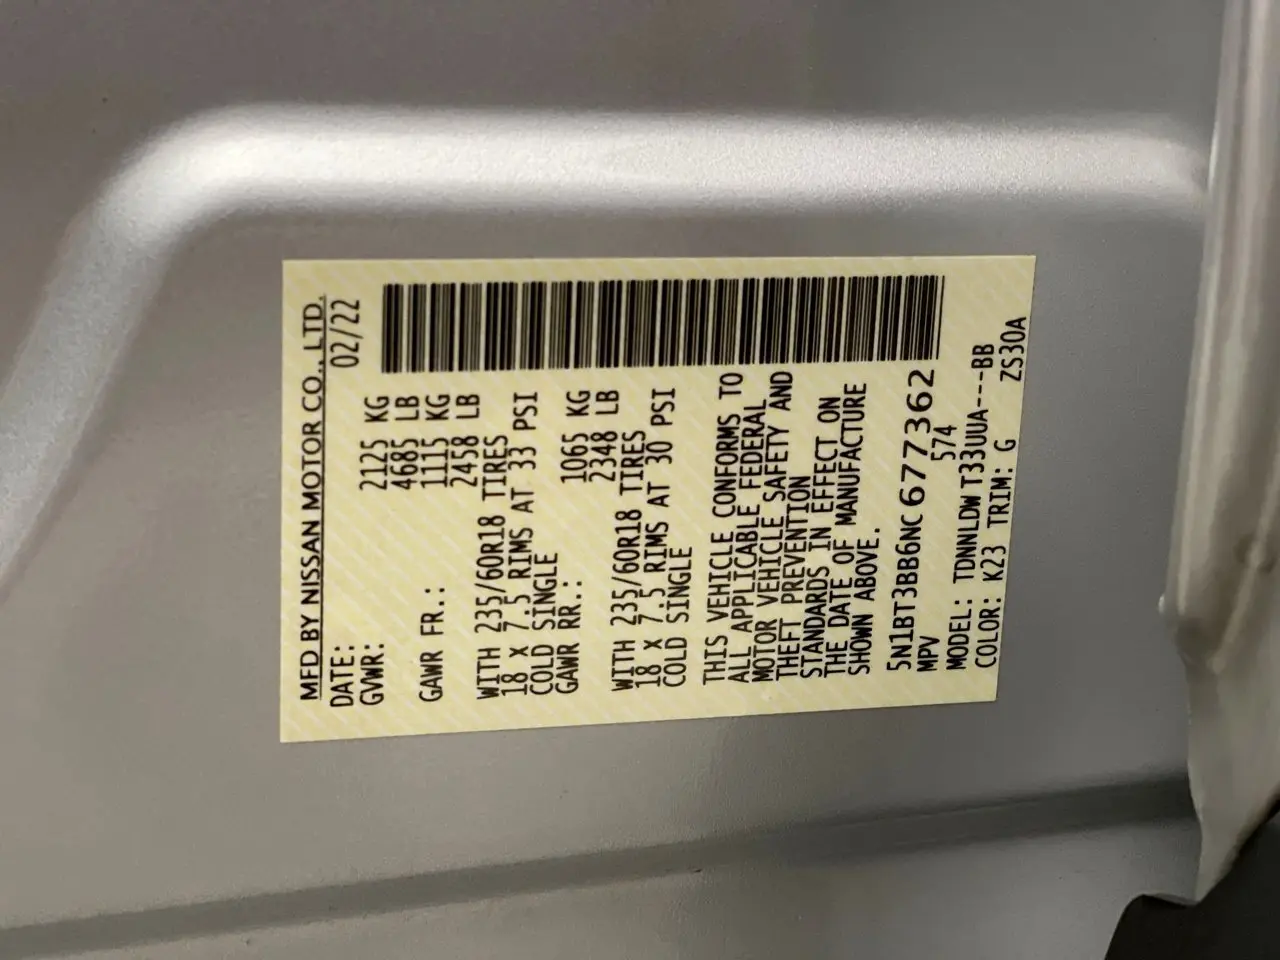 MFD BY NISSAN MOTOR CO., LTD.
DATE: 02/22
GVWR: 2125 KG
4685 LB
GAWR FR.: 1115 KG
2458 LB
WITH 235/60R18 TIRES
18 X 7.5 RIMS AT 33 PSI
COLD SINGLE
GAWR RR.: 1065 KG
2348 LB
WITH 235/60R18 TIRES
18 X 7.5 RIMS AT 30 PSI
COLD SINGLE
THIS VEHICLE CONFORMS TO
ALL APPLICABLE FEDERAL
MOTOR VEHICLE SAFETY AND
THEFT PREVENTION
STANDARDS IN EFFECT ON
THE DATE OF MANUFACTURE
SHOWN ABOVE.
5N1BT3BB6NC677362
MPV 574
MODEL: TDNNLDW T33UUA---BB
COLOR: K23 TRIM: G ZS30A